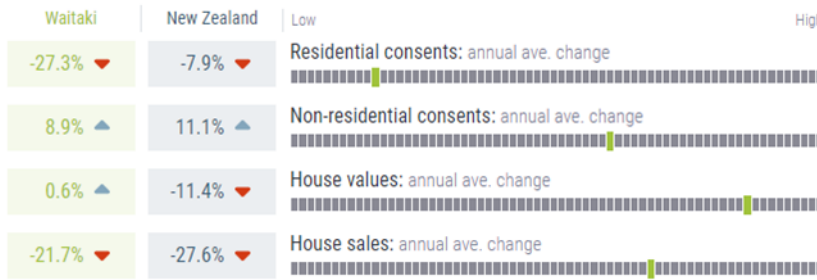 Waitaki New Zealand Low
-27.3% -7.9% Residential consents: annual ave. change
8.9% 11.1% Non-residential consents: annual ave. change
0.6% -11.4% House values: annual ave. change
-21.7% -27.6% House sales: annual ave. change